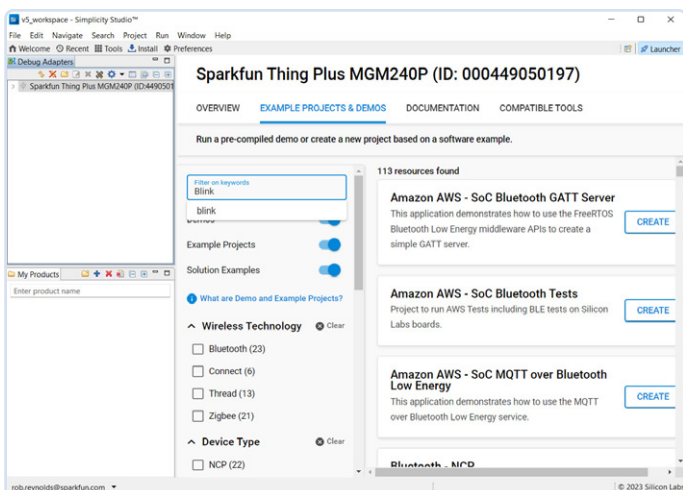 v5_workspace - Simplicity Studio™
File Edit Navigate Search Project Run Window Help
Welcome Recent Tools Install Preferences
Launcher
Debug Adapters
Sparkfun Thing Plus MGM240P (ID:4490501
Sparkfun Thing Plus MGM240P (ID: 000449050197)
OVERVIEW EXAMPLE PROJECTS & DEMOS DOCUMENTATION COMPATIBLE TOOLS
Run a pre-compiled demo or create a new project based on a software example.
Filter on keywords
Blink
blink
Demos
Example Projects
Solution Examples
What are Demo and Example Projects?
Wireless Technology Clear
Bluetooth (23)
Connect (6)
Thread (13)
Zigbee (21)
Device Type Clear
NCP (22)
113 resources found
Amazon AWS - SoC Bluetooth GATT Server
This application demonstrates how to use the FreeRTOS
Bluetooth Low Energy middleware APIs to create a
simple GATT server.
CREATE
Amazon AWS - SoC Bluetooth Tests
Project to run AWS Tests including BLE tests on Silicon
Labs boards.
CREATE
Amazon AWS - SoC MQTT over Bluetooth
Low Energy
This application demonstrates how to use the MQTT
over Bluetooth Low Energy service.
CREATE
Bluetooth - NCP
My Products
Enter product name
rob.reynolds@sparkfun.com
© 2023 Silicon Labs